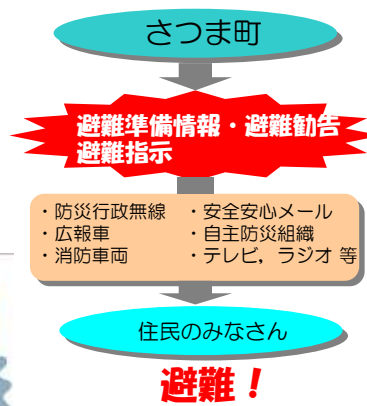 さつま町
避難準備情報・避難勧告
避難指示
・防災行政無線 ・安全安心メール
・広報車 ・自主防災組織
・消防車両 ・テレビ，ラジオ 等
住民のみなさん
避難！